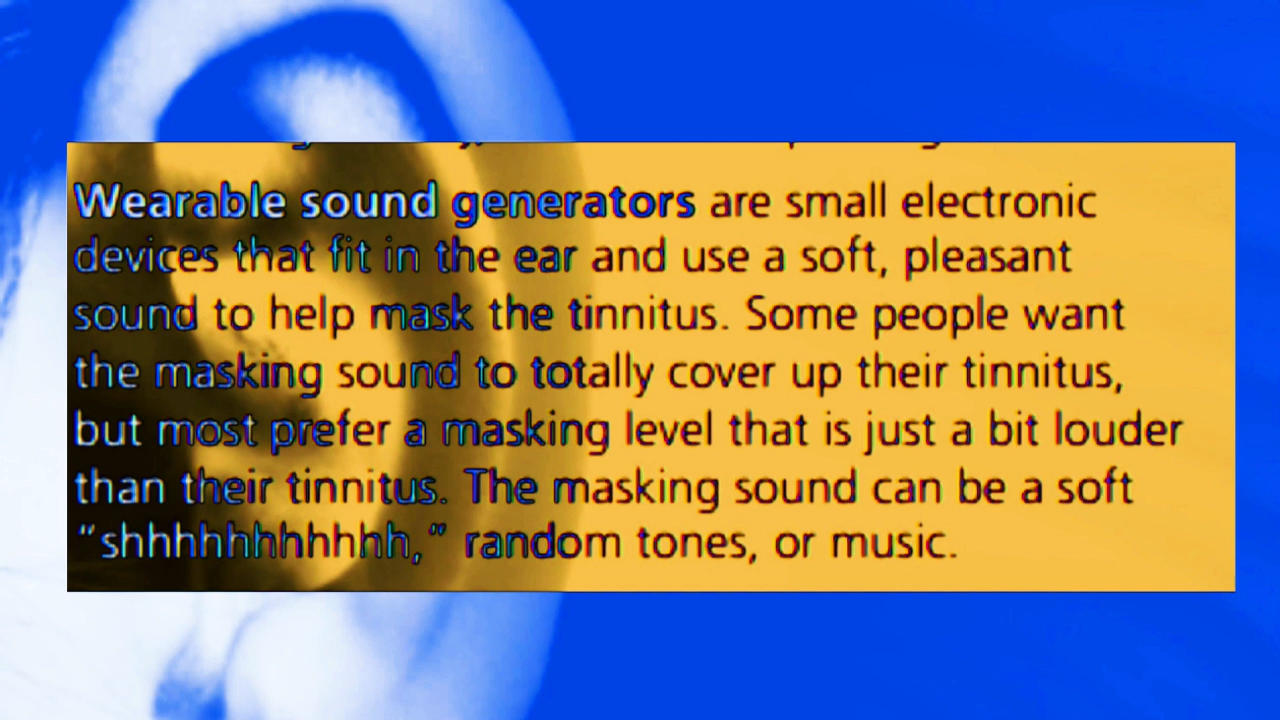 Wearable sound generators are small electronic
devices that fit in the ear and use a soft, pleasant
sound to help mask the tinnitus. Some people want
the masking sound to totally cover up their tinnitus,
but most prefer a masking level that is just a bit louder
than their tinnitus. The masking sound can be a soft
“shhhhhhhhhhhh,” random tones, or music.